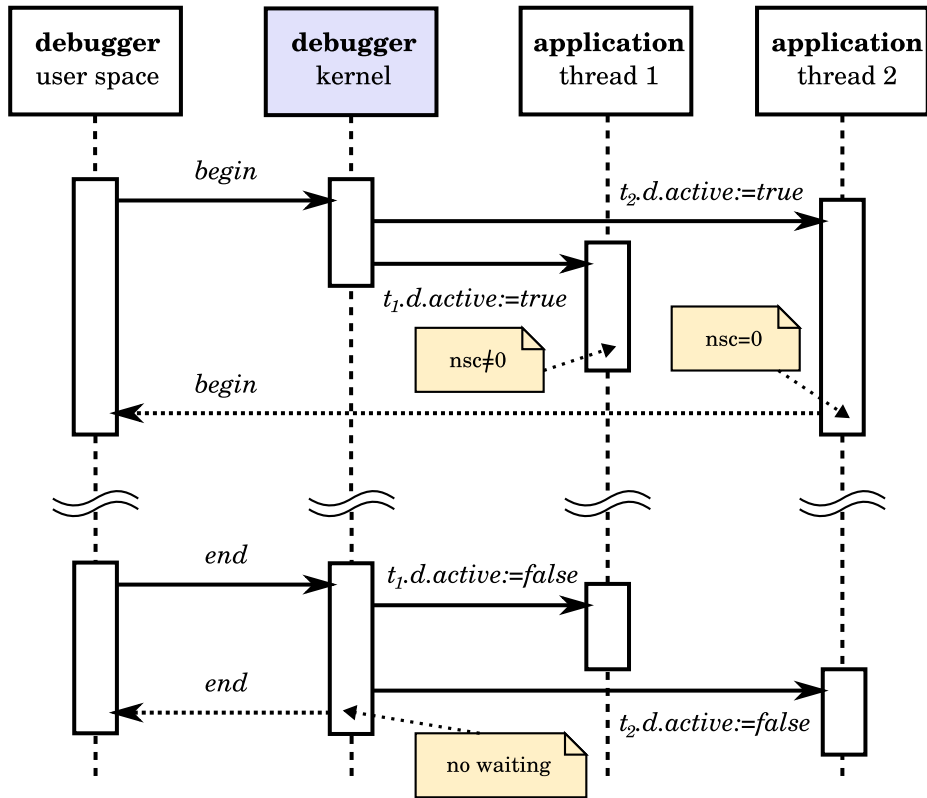 debugger
user space
debugger
kernel
application
thread 1
application
thread 2
begin
t₂.d.active:=true
t₁.d.active:=true
nsc≠0
nsc=0
begin
end
t₁.d.active:=false
end
t₂.d.active:=false
no waiting